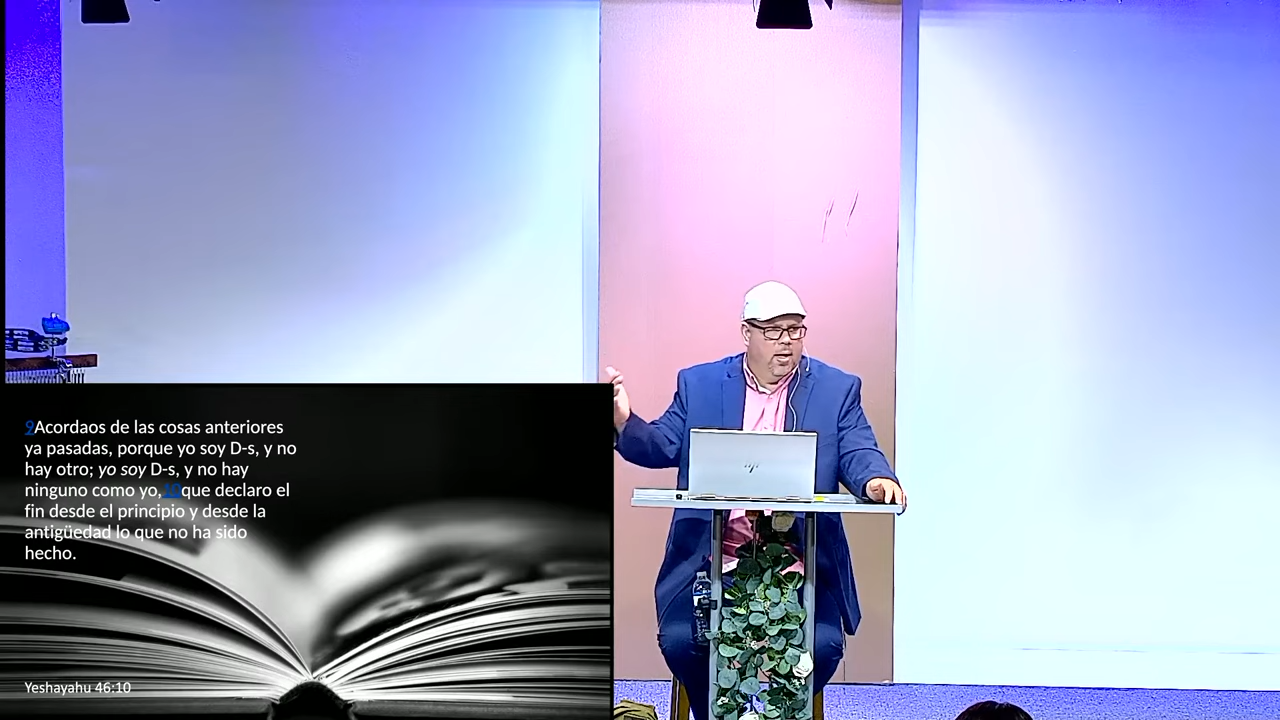 9Acordaos de las cosas anteriores
ya pasadas, porque yo soy D-s, y no
hay otro; yo soy D-s, y no hay
ninguno como yo,10que declaro el
fin desde el principio y desde la
antigüedad lo que no ha sido
hecho.
Yeshayahu 46:10
hp